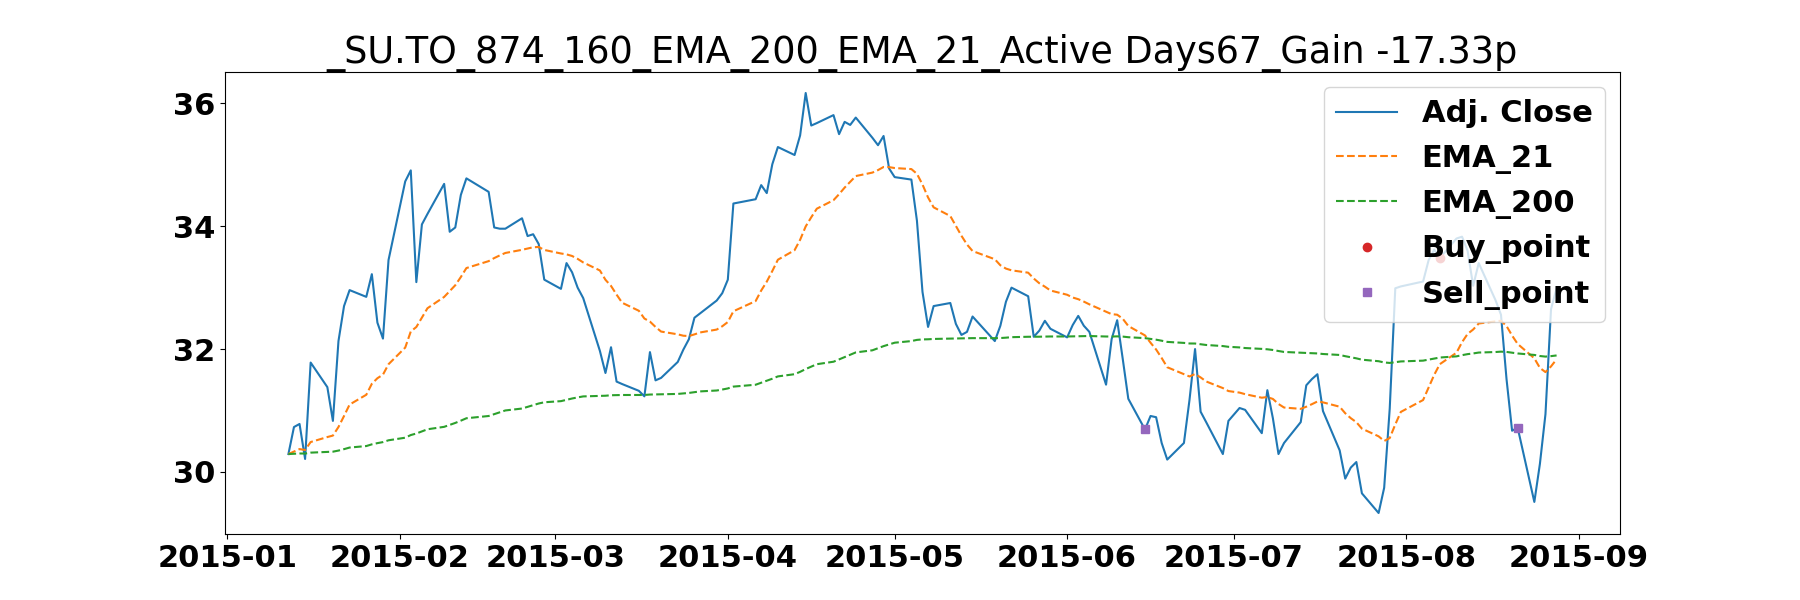 _SU.TO_874_160_EMA_200_EMA_21_Active Days67_Gain -17.33p
36
34
32
30
Adj. Close
EMA_21
EMA_200
Buy_point
Sell_point
2015-01 2015-02 2015-03 2015-04 2015-05 2015-06 2015-07 2015-08 2015-09